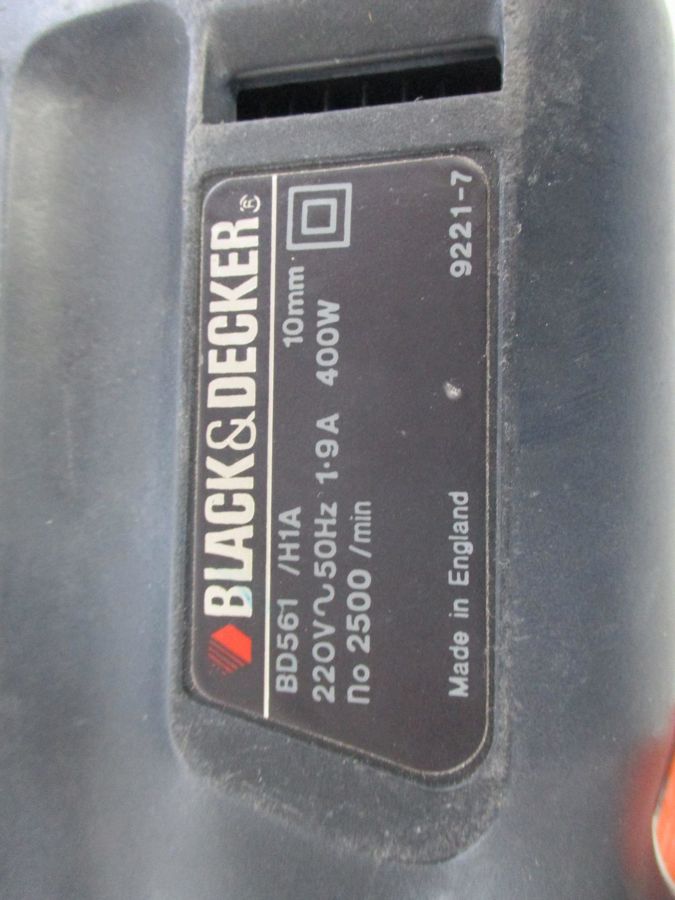 BLACK&DECKER®
BD561 /H1A 10mm
220V~50Hz 1·9A 400W
no 2500 /min
Made in England 9221-7